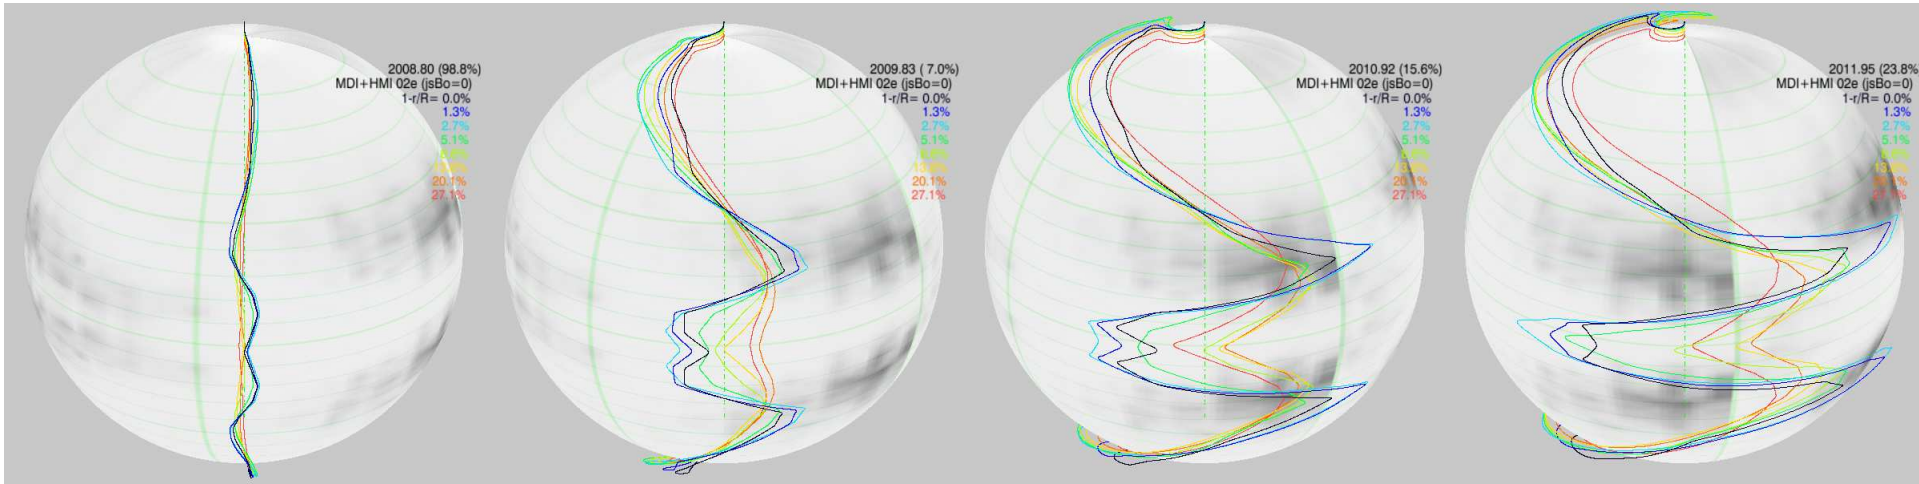 2008.80 (98.8%)
MDI+HMI 02e (jsBo=0)
1-r/R= 0.0%
1.3%
2.7%
5.1%
20.1%
27.1%
2009.83 ( 7.0%)
MDI+HMI 02e (jsBo=0)
1-r/R= 0.0%
1.3%
2.7%
5.1%
20.1%
27.1%
2010.92 (15.6%)
MDI+HMI 02e (jsBo=0)
1-r/R= 0.0%
1.3%
2.7%
5.1%
27.1%
2011.95 (23.8%)
MDI+HMI 02e (jsBo=0)
1-r/R= 0.0%
1.3%
2.7%
5.1%